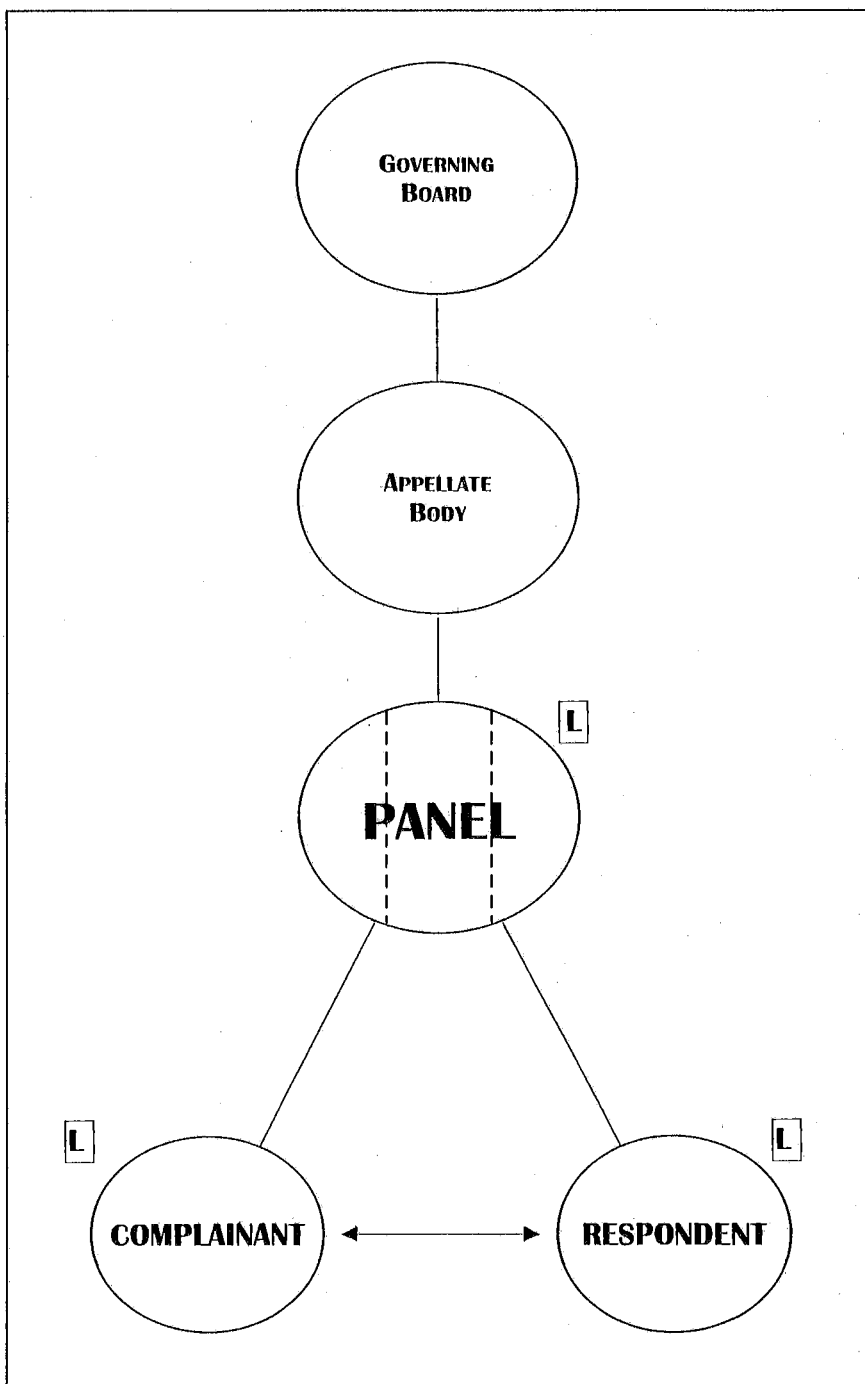 GOVERNING
BOARD
APPELLATE
BODY
L
PANEL
L
L
COMPLAINANT
RESPONDENT